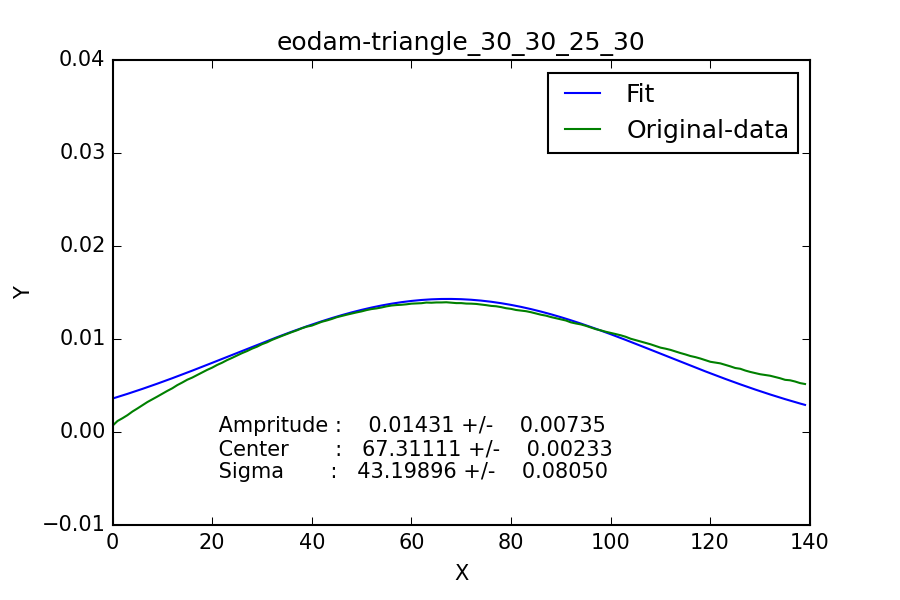 eodam-triangle_30_30_25_30
0.04
0.03
0.02
0.01
0.00
−0.01
Y
Fit
Original-data
Ampritude : 0.01431 +/- 0.00735
Center : 67.31111 +/- 0.00233
Sigma : 43.19896 +/- 0.08050
0 20 40 60 80 100 120 140
X